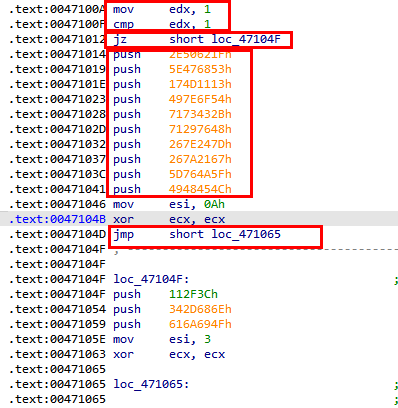 .text:0047100A mov edx, 1
.text:0047100F cmp edx, 1
.text:00471012 jz short loc_47104F
.text:00471014 push 2E50621Fh
.text:00471019 push 5E476853h
.text:0047101E push 174D1113h
.text:00471023 push 497E6F54h
.text:00471028 push 7173432Bh
.text:0047102D push 71297648h
.text:00471032 push 267E247Dh
.text:00471037 push 267A2167h
.text:0047103C push 5D764A5Fh
.text:00471041 push 4948454Ch
.text:00471046 mov esi, 0Ah
.text:0047104B xor ecx, ecx
.text:0047104D jmp short loc_471065
.text:0047104F ; ---------------------------------------
.text:0047104F
.text:0047104F loc_47104F: ;
.text:0047104F push 112F3Ch
.text:00471054 push 342D686Eh
.text:00471059 push 616A694Fh
.text:0047105E mov esi, 3
.text:00471063 xor ecx, ecx
.text:00471065
.text:00471065 loc_471065: ;
.text:00471065 ;